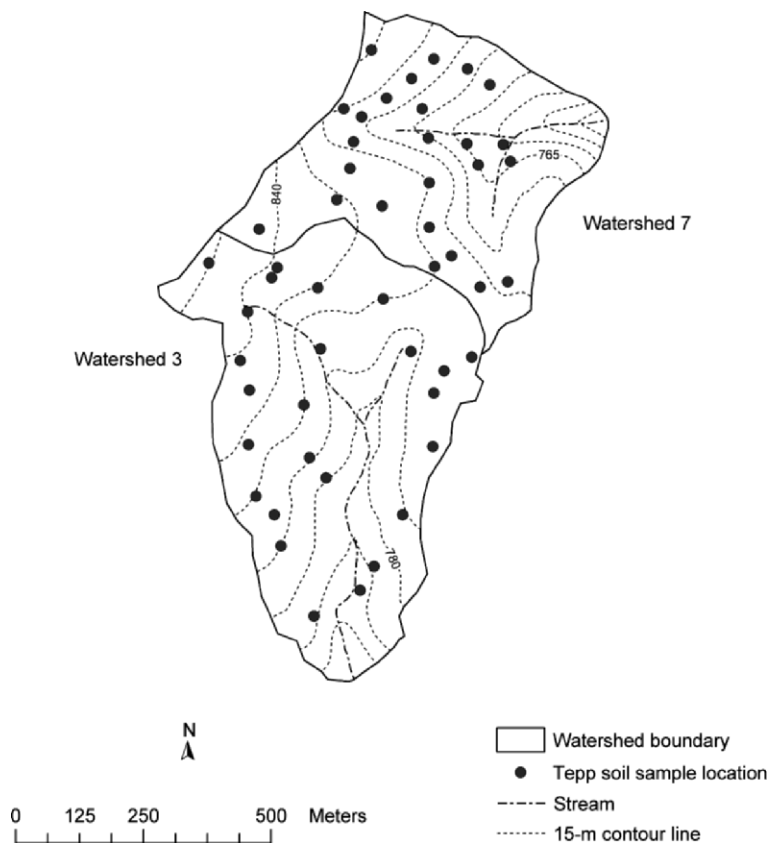 840
765
Watershed 7
Watershed 3
780
N
0 125 250 500 Meters
Watershed boundary
Tepp soil sample location
Stream
15-m contour line